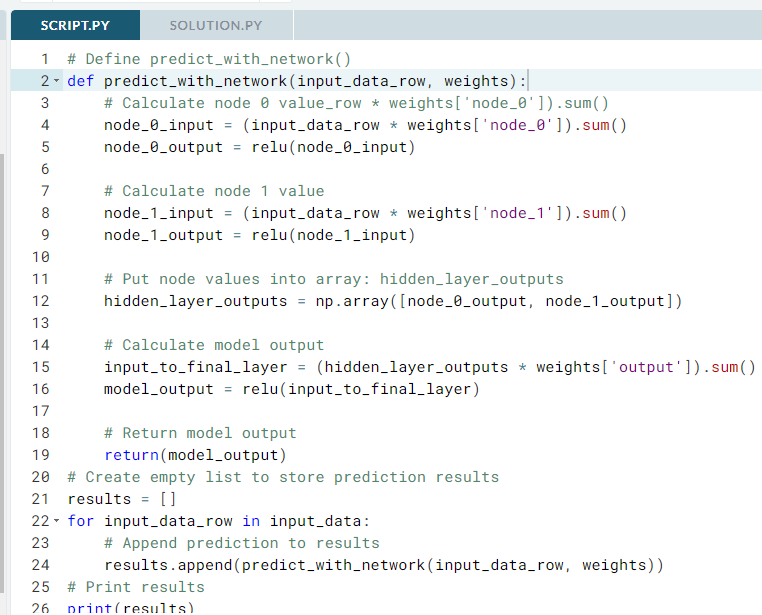 SCRIPT.PY
SOLUTION.PY
1 # Define predict_with_network()
2 def predict_with_network(input_data_row, weights):
3 # Calculate node 0 value_row * weights['node_0']).sum()
4 node_0_input = (input_data_row * weights['node_0']).sum()
5 node_0_output = relu(node_0_input)
6
7 # Calculate node 1 value
8 node_1_input = (input_data_row * weights['node_1']).sum()
9 node_1_output = relu(node_1_input)
10
11 # Put node values into array: hidden_layer_outputs
12 hidden_layer_outputs = np.array([node_0_output, node_1_output])
13
14 # Calculate model output
15 input_to_final_layer = (hidden_layer_outputs * weights['output']).sum()
16 model_output = relu(input_to_final_layer)
17
18 # Return model output
19 return(model_output)
20 # Create empty list to store prediction results
21 results = []
22 for input_data_row in input_data:
23 # Append prediction to results
24 results.append(predict_with_network(input_data_row, weights))
25 # Print results
26 print(results)